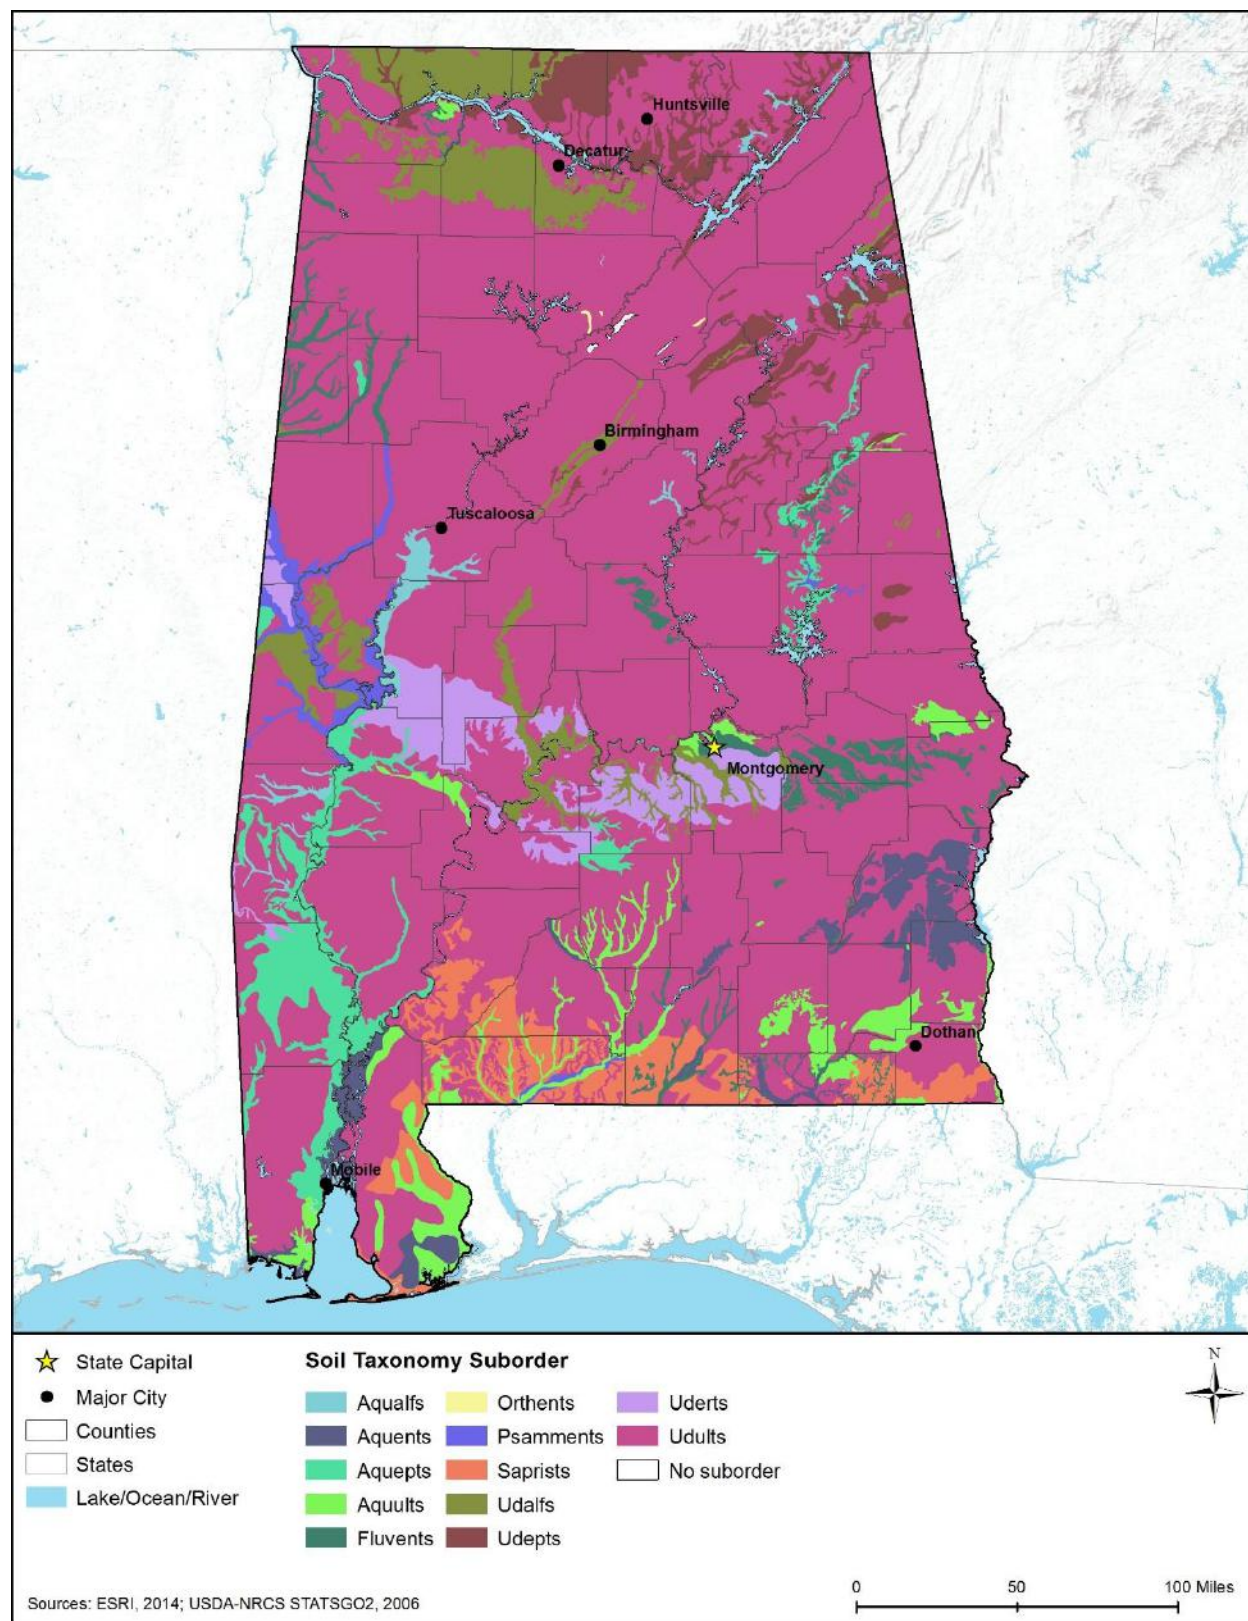 Huntsville
Decatur
Birmingham
Tuscaloosa
Montgomery
Dothan
Mobile
State Capital
Major City
Counties
States
Lake/Ocean/River
Soil Taxonomy Suborder
Aqualfs
Aquents
Aquepts
Aquults
Fluvents
Orthents
Psamments
Saprists
Udalfs
Udepts
Uderts
Udults
No suborder
N
0 50 100 Miles
Sources: ESRI, 2014; USDA-NRCS STATSGO2, 2006